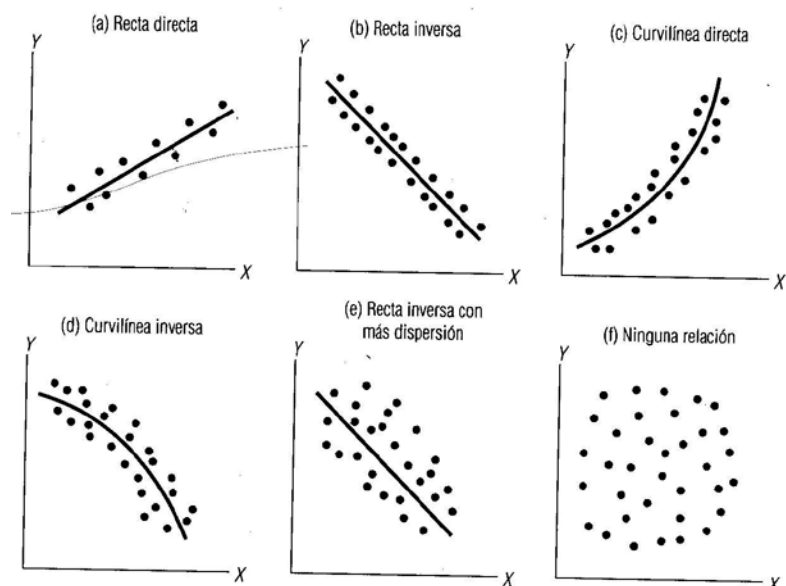 (a) Recta directa
Y
X
(b) Recta inversa
Y
X
(c) Curvilínea directa
Y
X
(d) Curvilínea inversa
Y
X
(e) Recta inversa con
más dispersión
Y
X
(f) Ninguna relación
Y
X